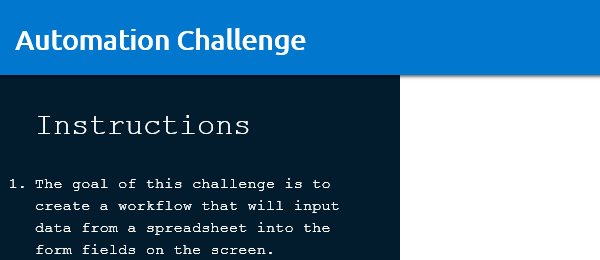 Automation Challenge
Instructions
1. The goal of this challenge is to
create a workflow that will input
data from a spreadsheet into the
form fields on the screen.